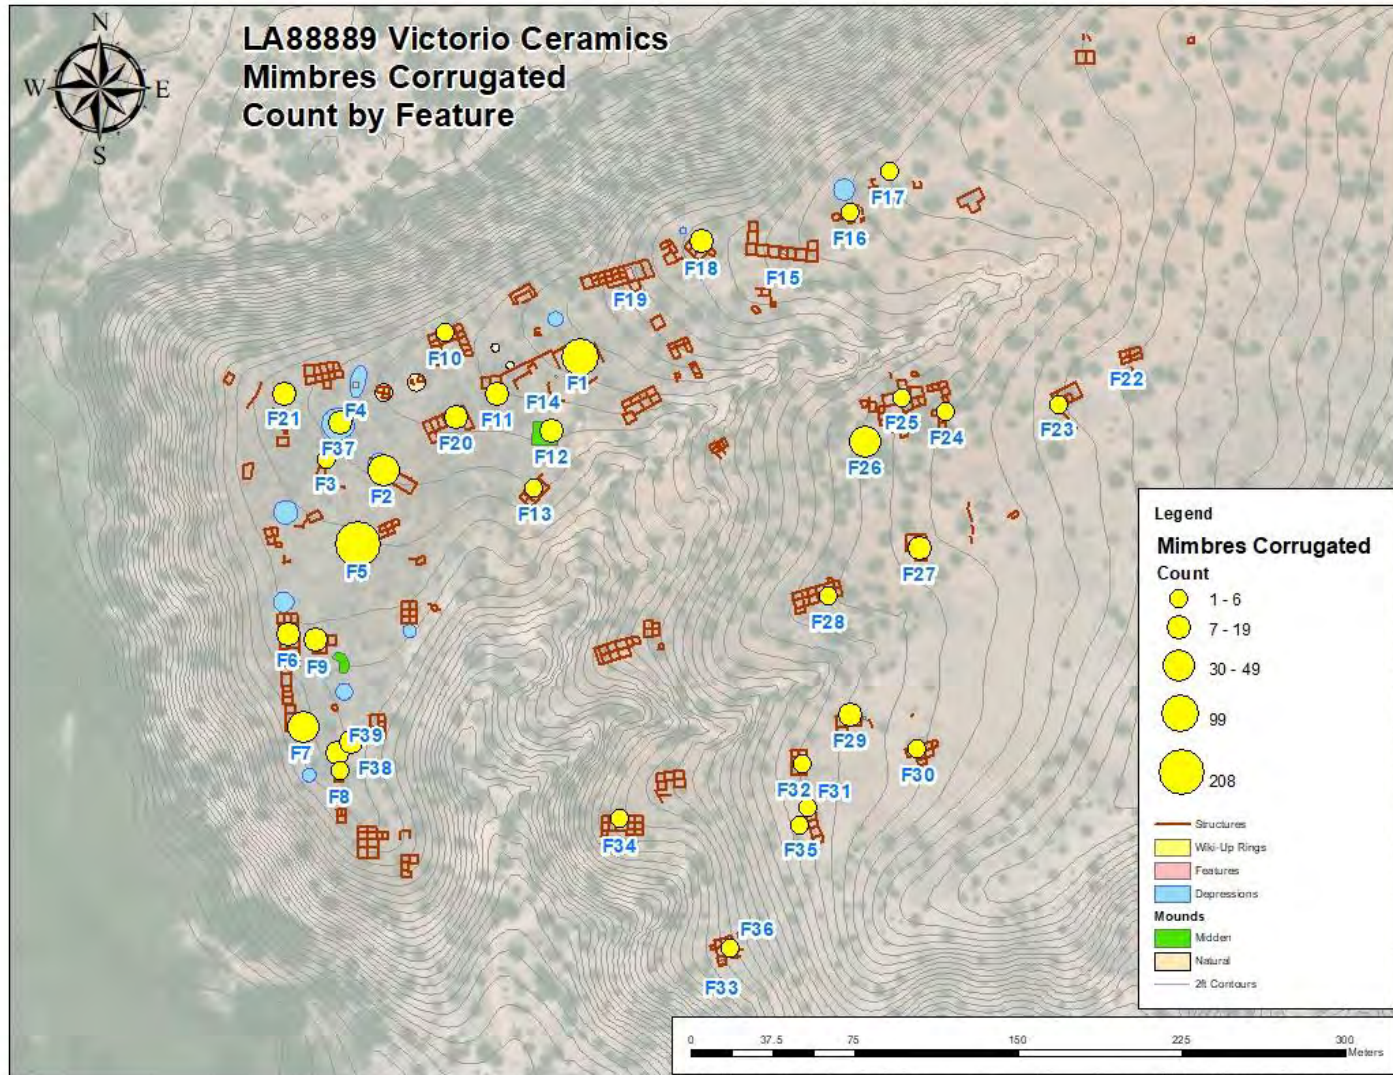 N
LA88889 Victorio Ceramics
Mimbres Corrugated
Count by Feature
W
E
S
F17
F16
F18
F15
F19
F10
F1
F22
F21
F4
F11
F14
F25
F24
F23
F37
F20
F12
F26
F3
F2
F13
F5
F27
F28
F6
F9
F7
F39
F38
F8
F29
F30
F32
F31
F34
F35
F36
F33
Legend
Mimbres Corrugated
Count
1 - 6
7 - 19
30 - 49
99
208
Structures
Wiki-Up Rings
Features
Depressions
Mounds
Midden
Natural
2ft Contours
0 37.5 75 150 225 300
Meters